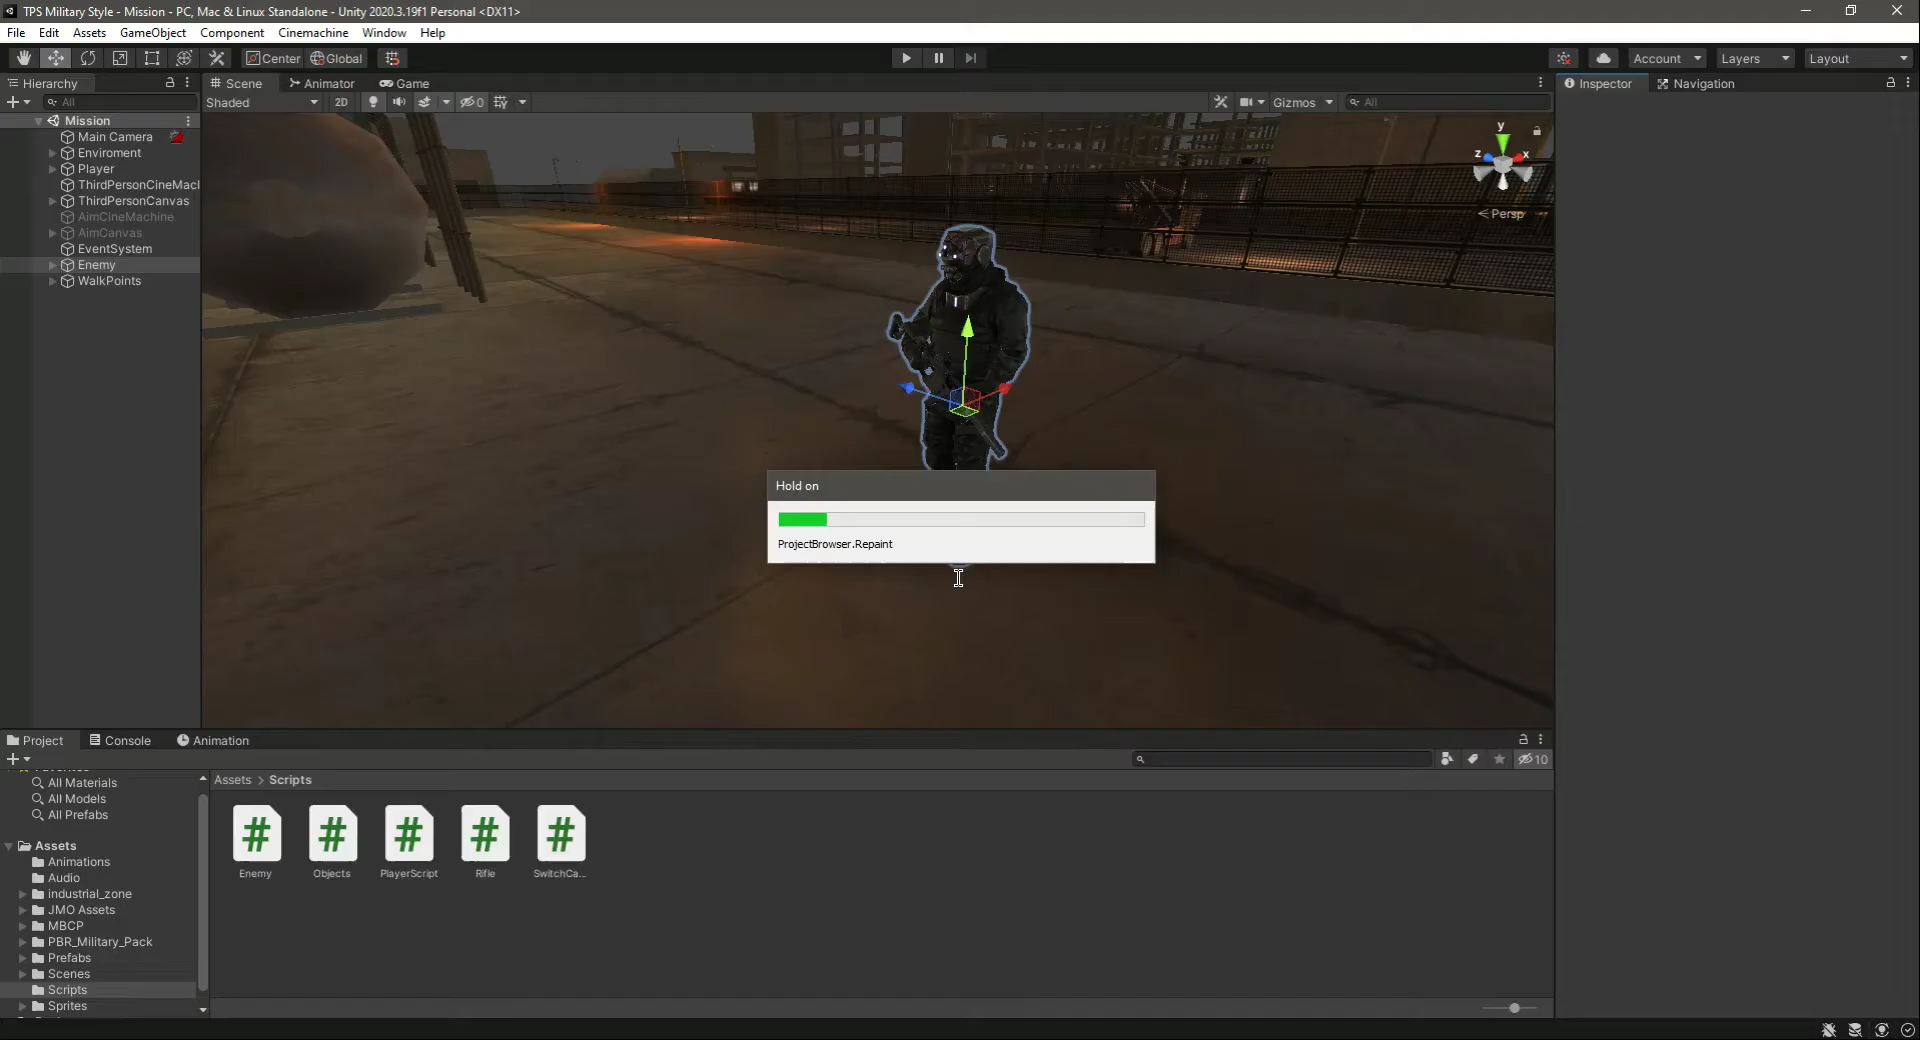 TPS Military Style - Mission - PC, Mac & Linux Standalone - Unity 2020.3.19f1 Personal <DX11>
File Edit Assets GameObject Component Cinemachine Window Help
Center Global Account Layers Layout
Hierarchy Scene Animator Game Inspector Navigation
All Shaded 2D 0 Gizmos All
Mission
Main Camera
Enviroment
Player
ThirdPersonCineMacl
ThirdPersonCanvas
AimCineMachine
AimCanvas
EventSystem
Enemy
WalkPoints
y
z x
Persp
Hold on
ProjectBrowser.Repaint
Project Console Animation
10
All Materials
All Models
All Prefabs
Assets
Animations
Audio
industrial_zone
JMO Assets
MBCP
PBR_Military_Pack
Prefabs
Scenes
Scripts
Sprites
Assets > Scripts
# # # # #
Enemy Objects PlayerScript Rifle SwitchCa...